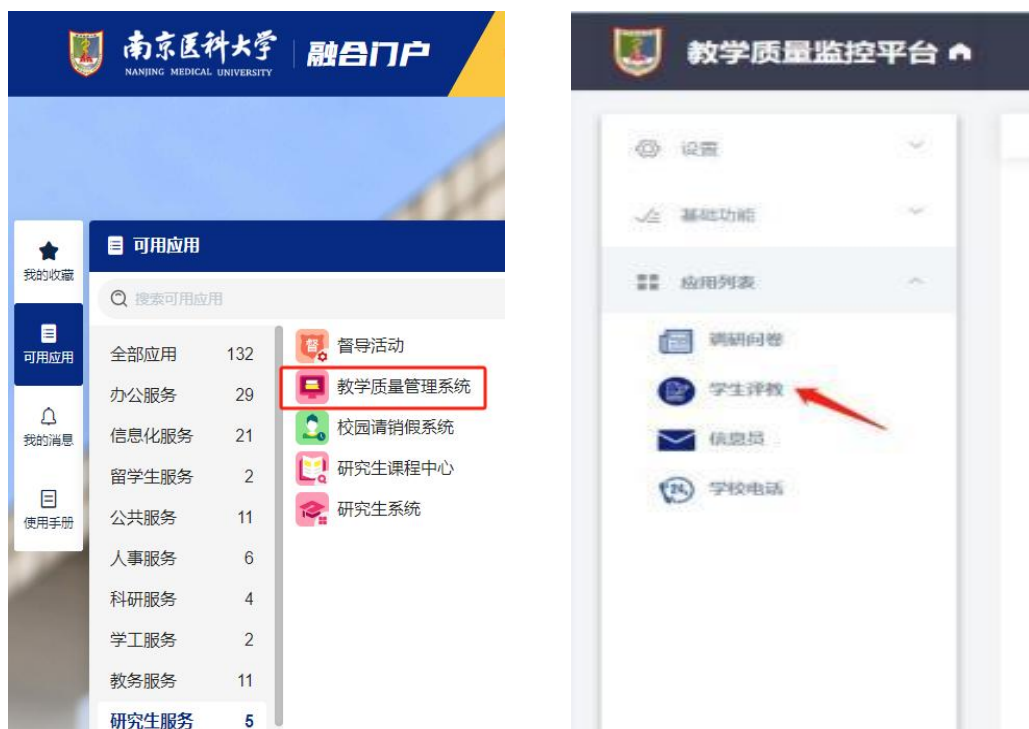 南京医科大学 融合门户
NANJING MEDICAL UNIVERSITY
我的收藏
可用应用
我的消息
使用手册
可用应用
搜索可用应用
全部应用 132
办公服务 29
信息化服务 21
留学生服务 2
公共服务 11
人事服务 6
科研服务 4
学工服务 2
教务服务 11
研究生服务 5
督 督导活动
教学质量管理系统
校园请销假系统
研究生课程中心
研究生系统
教学质量监控平台
设置
基础功能
应用列表
调研问卷
学生评教
信息员
24 学校电话